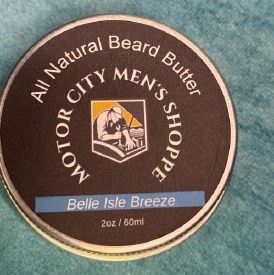 All Natural Beard Butter
MOTOR CITY MEN'S SHOPPE
Belle Isle Breeze
2oz / 60ml